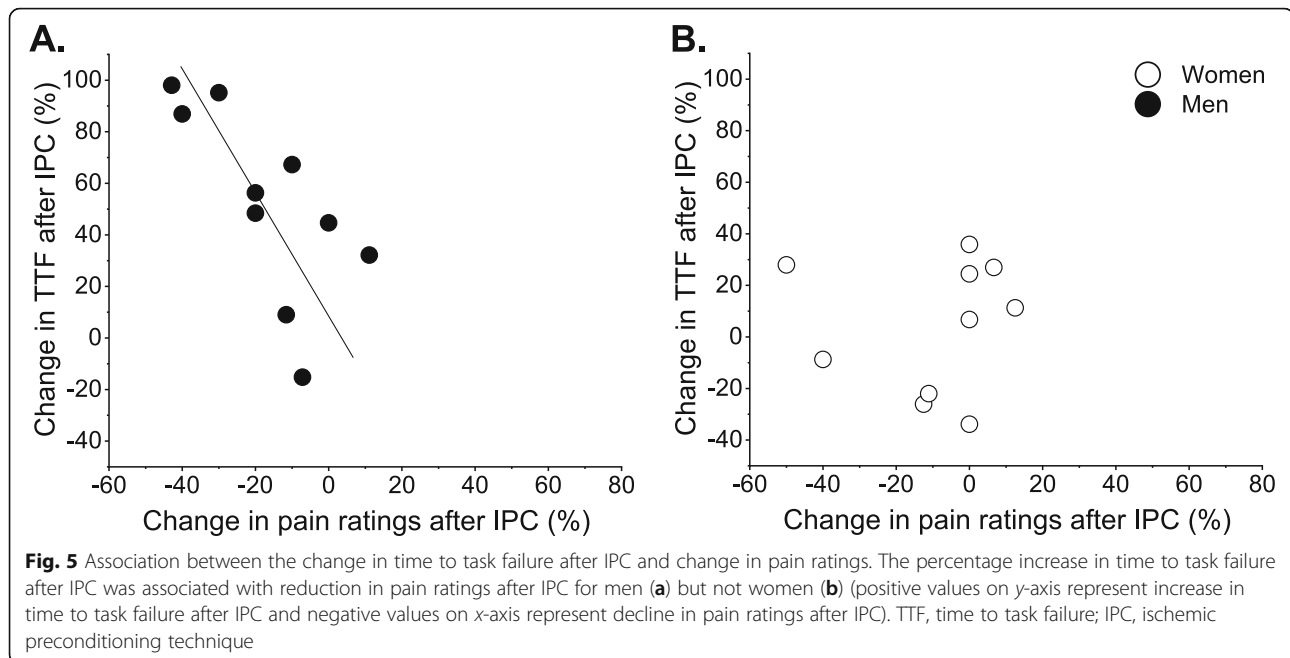 A.
B.
Change in TTF after IPC (%)
100
80
60
40
20
0
-20
-40
-60 -40 -20 0 20 40 60 80
Change in pain ratings after IPC (%)
Change in TTF after IPC (%)
100
80
60
40
20
0
-20
-40
-60 -40 -20 0 20 40 60 80
Change in pain ratings after IPC (%)
Women
Men
Fig. 5 Association between the change in time to task failure after IPC and change in pain ratings. The percentage increase in time to task failure
after IPC was associated with reduction in pain ratings after IPC for men (a) but not women (b) (positive values on y-axis represent increase in
time to task failure after IPC and negative values on x-axis represent decline in pain ratings after IPC). TTF, time to task failure; IPC, ischemic
preconditioning technique